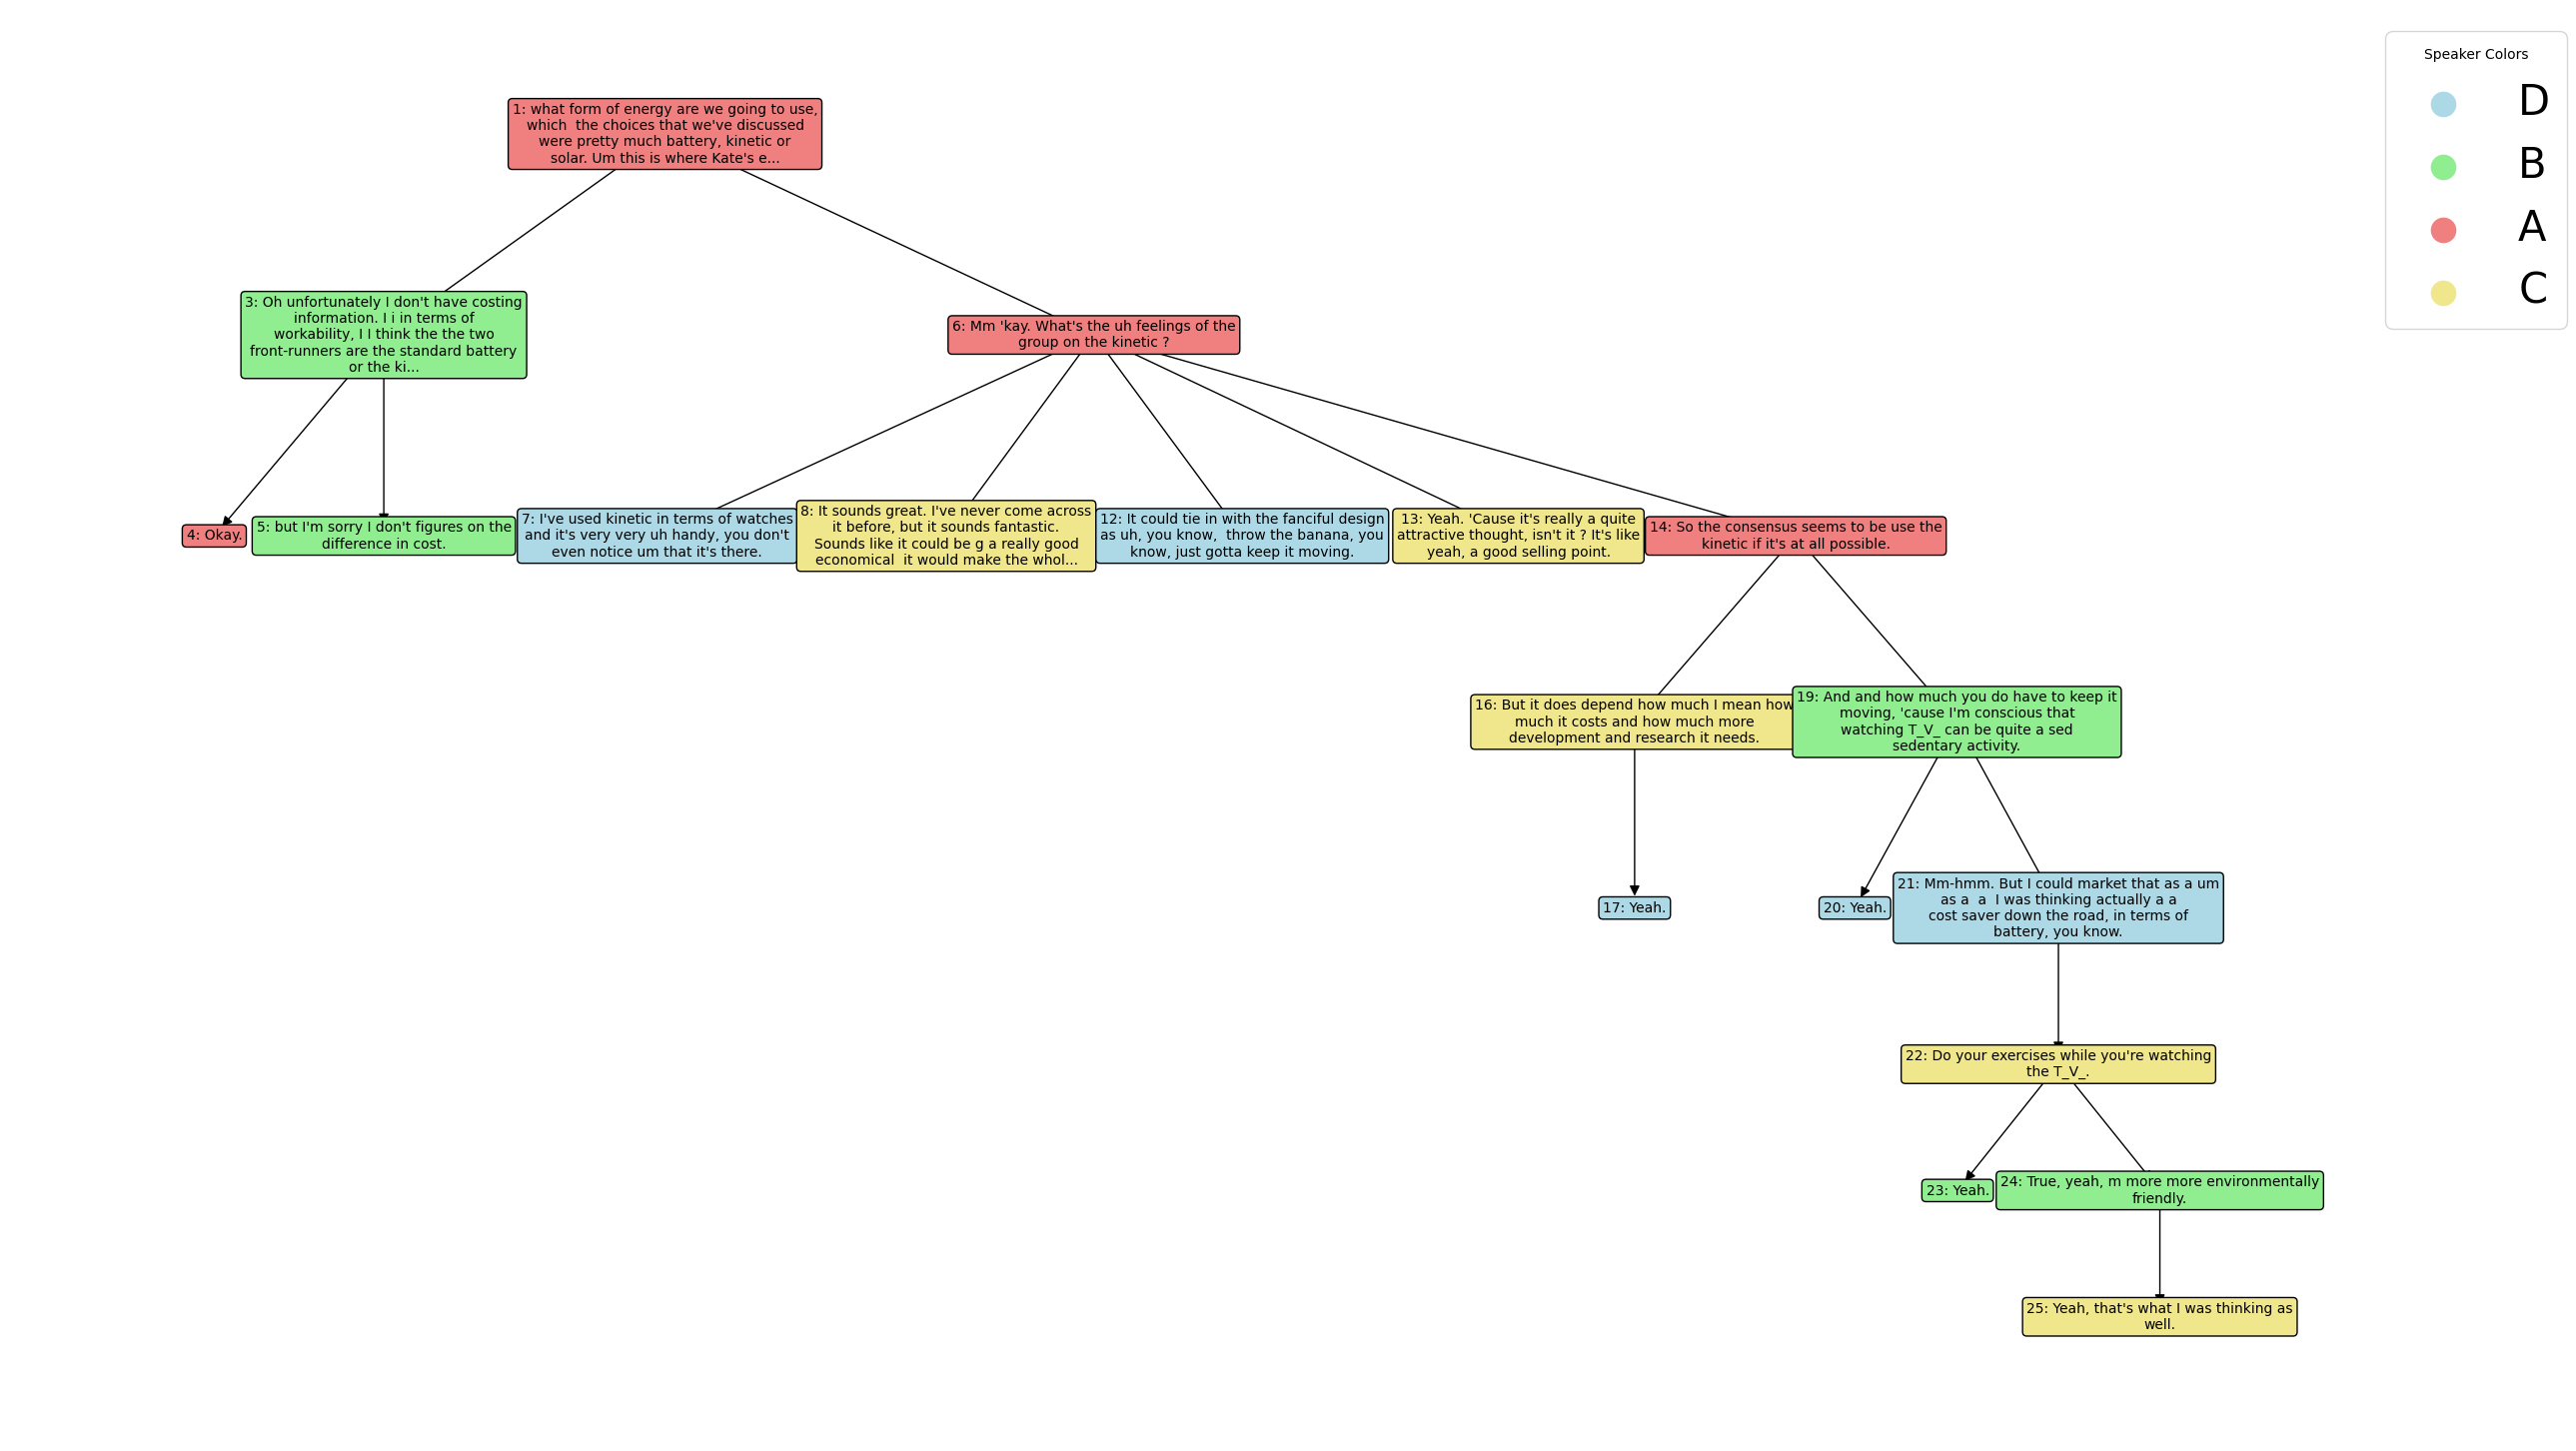 Speaker Colors
D
B
A
C
1: what form of energy are we going to use,
which  the choices that we've discussed
were pretty much battery, kinetic or
solar. Um this is where Kate's e...
3: Oh unfortunately I don't have costing
information. I i in terms of
workability, I I think the the two
front-runners are the standard battery
or the ki...
6: Mm 'kay. What's the uh feelings of the
group on the kinetic ?
4: Okay.
5: but I'm sorry I don't figures on the
difference in cost.
7: I've used kinetic in terms of watches
and it's very very uh handy, you don't
even notice um that it's there.
8: It sounds great. I've never come across
it before, but it sounds fantastic.
Sounds like it could be g a really good
economical  it would make the whol...
12: It could tie in with the fanciful design
as uh, you know,  throw the banana, you
know, just gotta keep it moving.
13: Yeah. 'Cause it's really a quite
attractive thought, isn't it ? It's like
yeah, a good selling point.
14: So the consensus seems to be use the
kinetic if it's at all possible.
16: But it does depend how much I mean how
much it costs and how much more
development and research it needs.
19: And and how much you do have to keep it
moving, 'cause I'm conscious that
watching T_V_ can be quite a sed
sedentary activity.
17: Yeah.
20: Yeah.
21: Mm-hmm. But I could market that as a um
as a  a  I was thinking actually a a
cost saver down the road, in terms of
battery, you know.
22: Do your exercises while you're watching
the T_V_.
23: Yeah.
24: True, yeah, m more more environmentally
friendly.
25: Yeah, that's what I was thinking as
well.